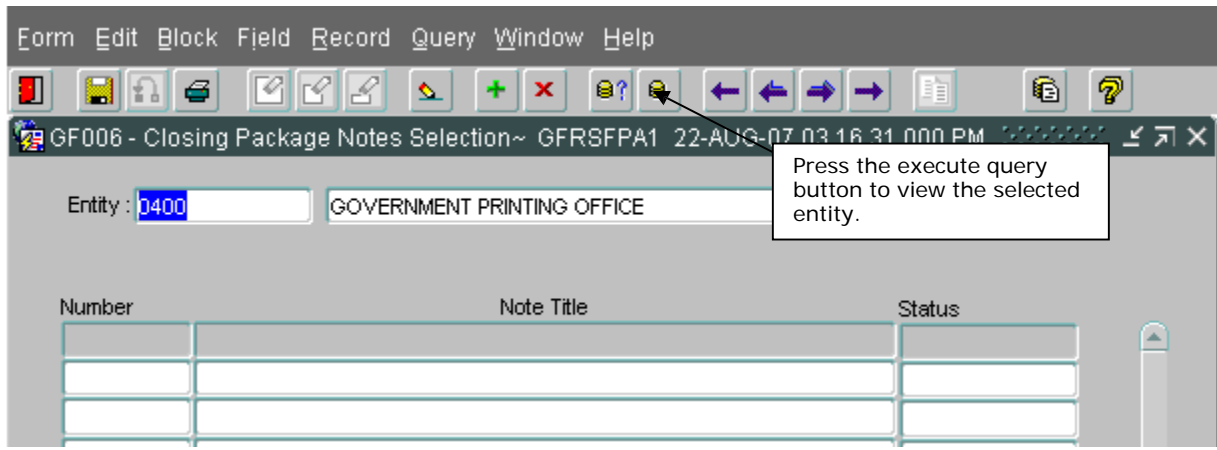 Form Edit Block Field Record Query Window Help
GF006 - Closing Package Notes Selection~ GFRSFPA1 22-AUG-07 03.16.31.000 PM
Press the execute query
button to view the selected
entity.
Entity : 0400 GOVERNMENT PRINTING OFFICE
Number Note Title Status